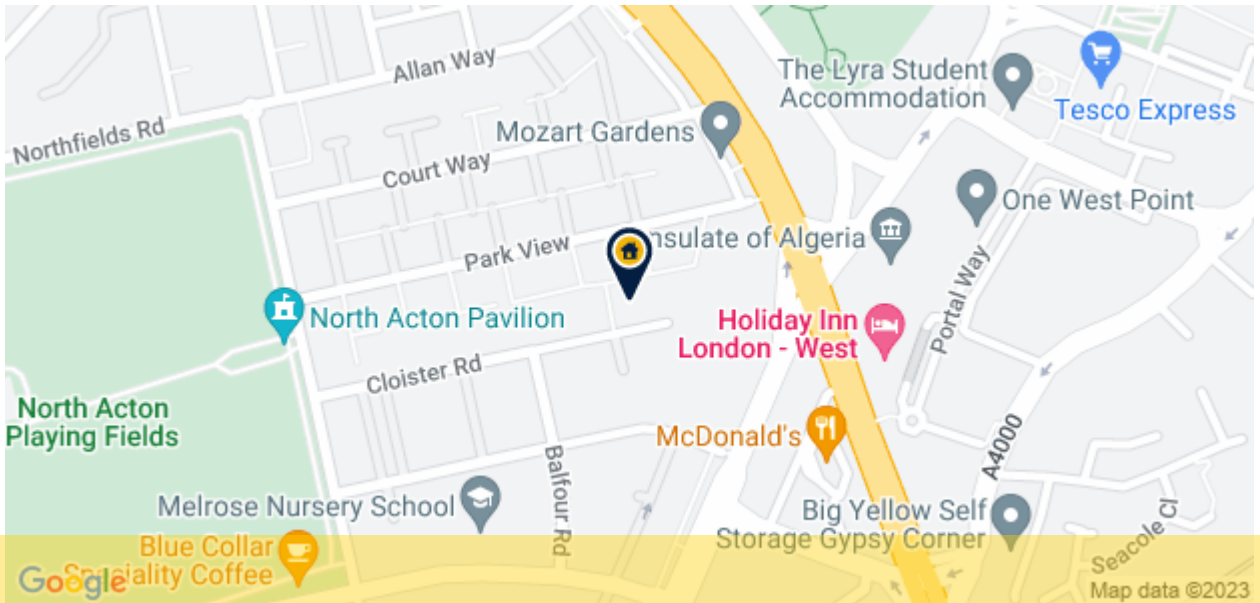 Allan Way
Northfields Rd
Court Way
Mozart Gardens
The Lyra Student
Accommodation
Tesco Express
Park View
nsulate of Algeria
One West Point
North Acton Pavilion
Holiday Inn
London - West
Portal Way
Cloister Rd
North Acton
Playing Fields
McDonald's
A4000
Balfour Rd
Melrose Nursery School
Big Yellow Self
Storage Gypsy Corner
Seacole Cl
Blue Collar
Speciality Coffee
Google
Map data ©2023